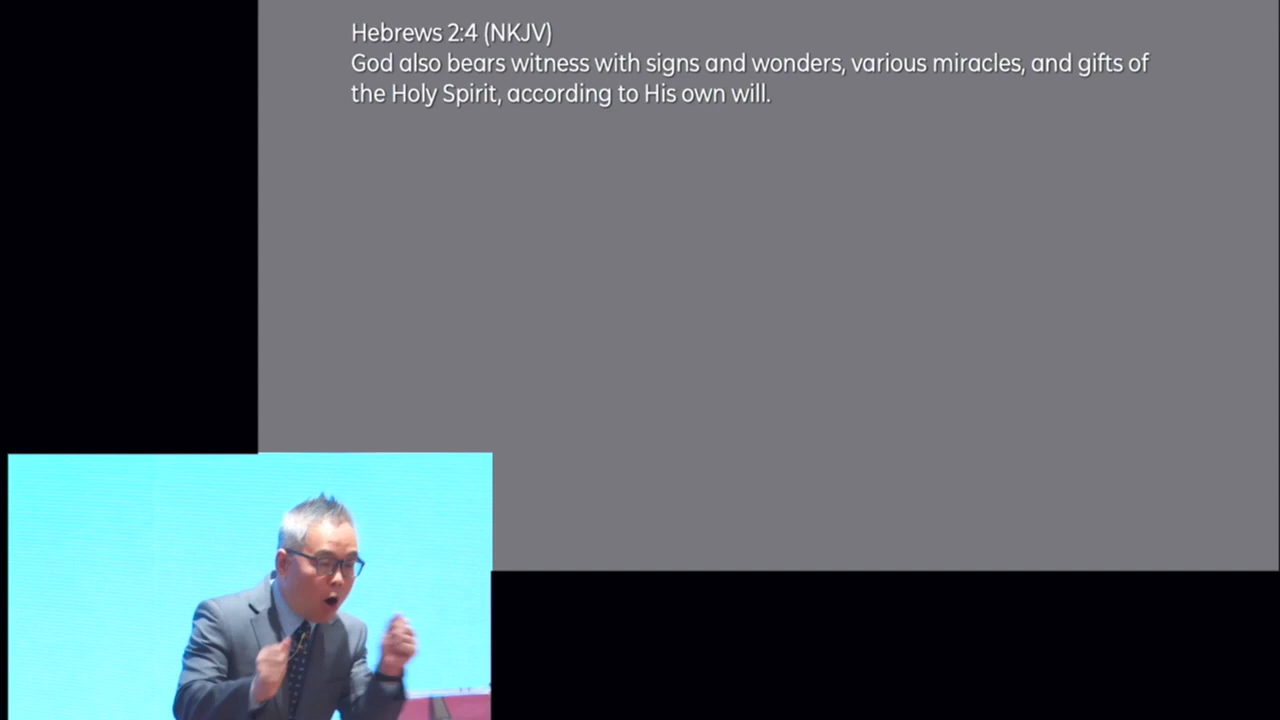 Hebrews 2:4 (NKJV)
God also bears witness with signs and wonders, various miracles, and gifts of
the Holy Spirit, according to His own will.